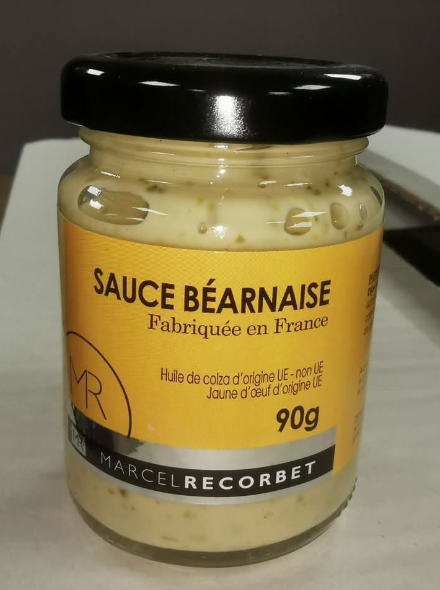 SAUCE BÉARNAISE
Fabriquée en France
Huile de colza d'origine UE - non UE
Jaune d'œuf d'origine UE
90g
MR
MARCELRECORBET